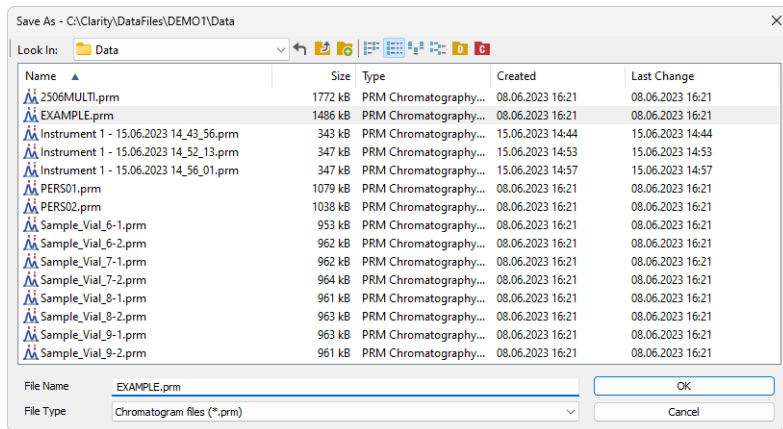 Save As - C:\Clarity\DataFiles\DEMO1\Data
Look In: Data D C
Name Size Type Created Last Change
2506MULTI.prm 1772 kB PRM Chromatography... 08.06.2023 16:21 08.06.2023 16:21
EXAMPLE.prm 1486 kB PRM Chromatography... 08.06.2023 16:21 08.06.2023 16:21
Instrument 1 - 15.06.2023 14_43_56.prm 343 kB PRM Chromatography... 15.06.2023 14:44 15.06.2023 14:44
Instrument 1 - 15.06.2023 14_52_13.prm 347 kB PRM Chromatography... 15.06.2023 14:53 15.06.2023 14:53
Instrument 1 - 15.06.2023 14_56_01.prm 347 kB PRM Chromatography... 15.06.2023 14:57 15.06.2023 14:57
PERS01.prm 1079 kB PRM Chromatography... 08.06.2023 16:21 08.06.2023 16:21
PERS02.prm 1038 kB PRM Chromatography... 08.06.2023 16:21 08.06.2023 16:21
Sample_Vial_6-1.prm 953 kB PRM Chromatography... 08.06.2023 16:21 08.06.2023 16:21
Sample_Vial_6-2.prm 962 kB PRM Chromatography... 08.06.2023 16:21 08.06.2023 16:21
Sample_Vial_7-1.prm 962 kB PRM Chromatography... 08.06.2023 16:21 08.06.2023 16:21
Sample_Vial_7-2.prm 964 kB PRM Chromatography... 08.06.2023 16:21 08.06.2023 16:21
Sample_Vial_8-1.prm 961 kB PRM Chromatography... 08.06.2023 16:21 08.06.2023 16:21
Sample_Vial_8-2.prm 963 kB PRM Chromatography... 08.06.2023 16:21 08.06.2023 16:21
Sample_Vial_9-1.prm 963 kB PRM Chromatography... 08.06.2023 16:21 08.06.2023 16:21
Sample_Vial_9-2.prm 961 kB PRM Chromatography... 08.06.2023 16:21 08.06.2023 16:21
File Name EXAMPLE.prm OK
File Type Chromatogram files (*.prm) Cancel